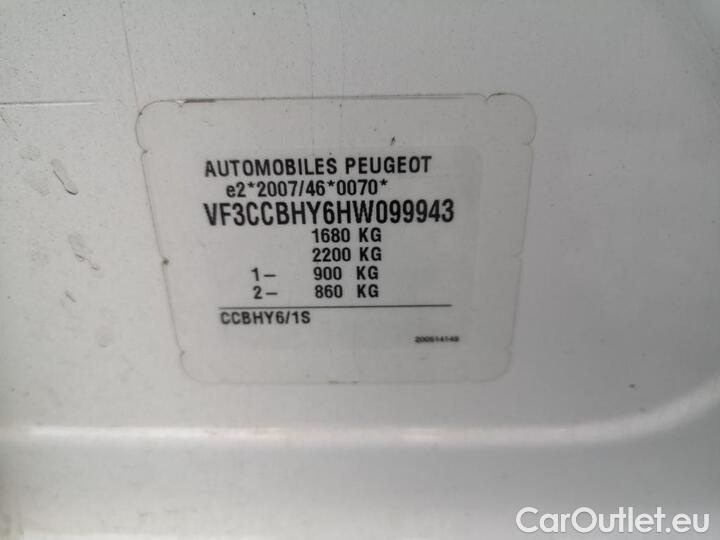 AUTOMOBILES PEUGEOT
e2*2007/46*0070*
VF3CCBHY6HW099943
1680 KG
2200 KG
1- 900 KG
2- 860 KG
CCBHY6/1S
CarOutlet.eu